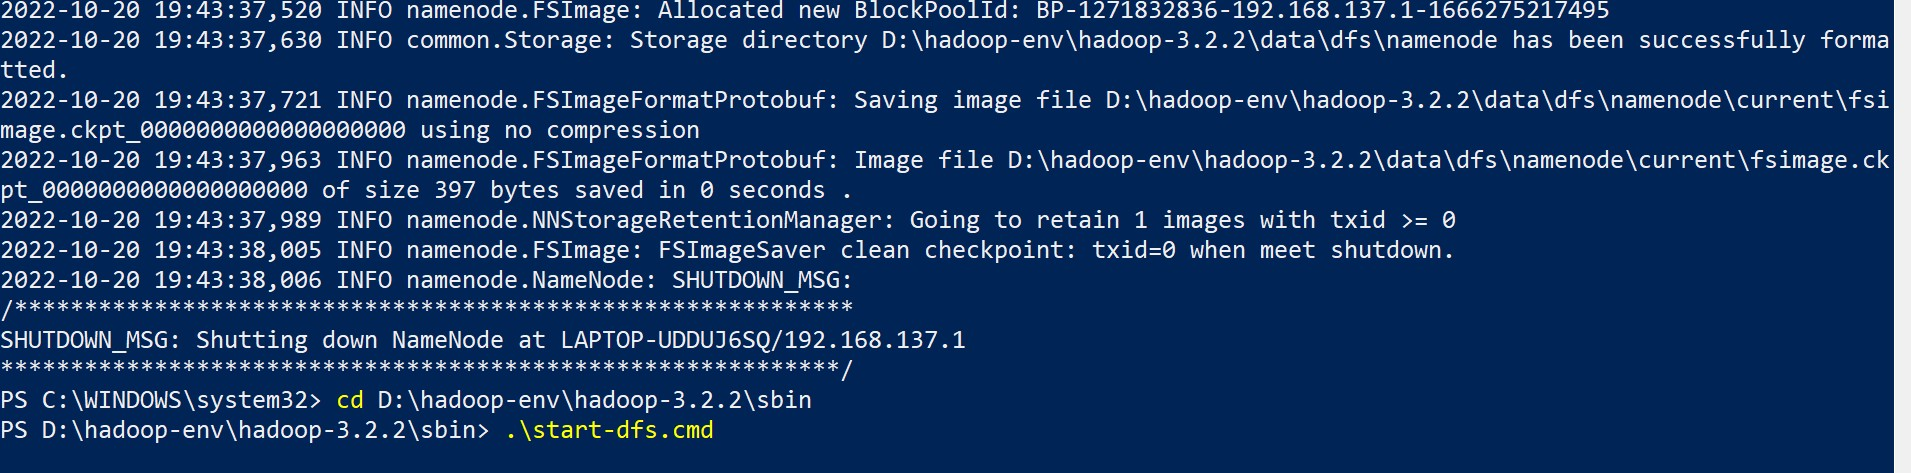 2022-10-20 19:43:37,520 INFO namenode.FSImage: Allocated new BlockPoolId: BP-1271832836-192.168.137.1-1666275217495
2022-10-20 19:43:37,630 INFO common.Storage: Storage directory D:\hadoop-env\hadoop-3.2.2\data\dfs\namenode has been successfully forma
tted.
2022-10-20 19:43:37,721 INFO namenode.FSImageFormatProtobuf: Saving image file D:\hadoop-env\hadoop-3.2.2\data\dfs\namenode\current\fsi
mage.ckpt_0000000000000000000 using no compression
2022-10-20 19:43:37,963 INFO namenode.FSImageFormatProtobuf: Image file D:\hadoop-env\hadoop-3.2.2\data\dfs\namenode\current\fsimage.ck
pt_0000000000000000000 of size 397 bytes saved in 0 seconds .
2022-10-20 19:43:37,989 INFO namenode.NNStorageRetentionManager: Going to retain 1 images with txid >= 0
2022-10-20 19:43:38,005 INFO namenode.FSImage: FSImageSaver clean checkpoint: txid=0 when meet shutdown.
2022-10-20 19:43:38,006 INFO namenode.NameNode: SHUTDOWN_MSG:
/************************************************************
SHUTDOWN_MSG: Shutting down NameNode at LAPTOP-UDDUJ6SQ/192.168.137.1
************************************************************/
PS C:\WINDOWS\system32> cd D:\hadoop-env\hadoop-3.2.2\sbin
PS D:\hadoop-env\hadoop-3.2.2\sbin> .\start-dfs.cmd